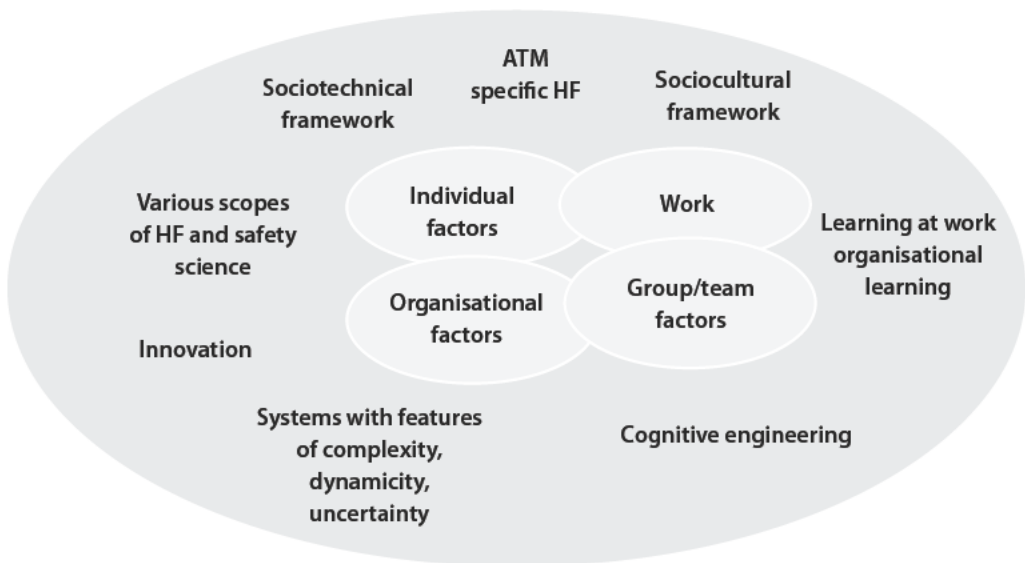 ATM
specific HF
Sociotechnical
framework
Sociocultural
framework
Various scopes
of HF and safety
science
Individual
factors
Work
Learning at work
organisational
learning
Organisational
factors
Group/team
factors
Innovation
Systems with features
of complexity,
dynamicity,
uncertainty
Cognitive engineering